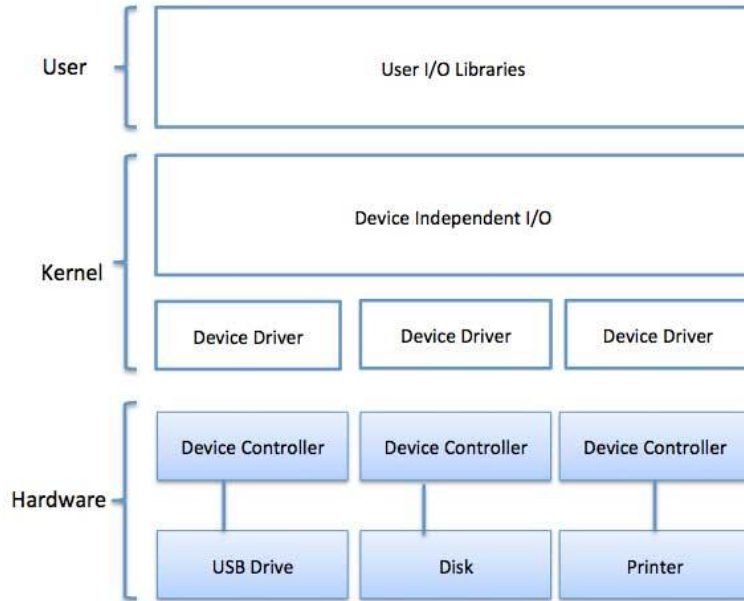 User
User I/O Libraries
Kernel
Device Independent I/O
Device Driver
Device Driver
Device Driver
Hardware
Device Controller
Device Controller
Device Controller
USB Drive
Disk
Printer